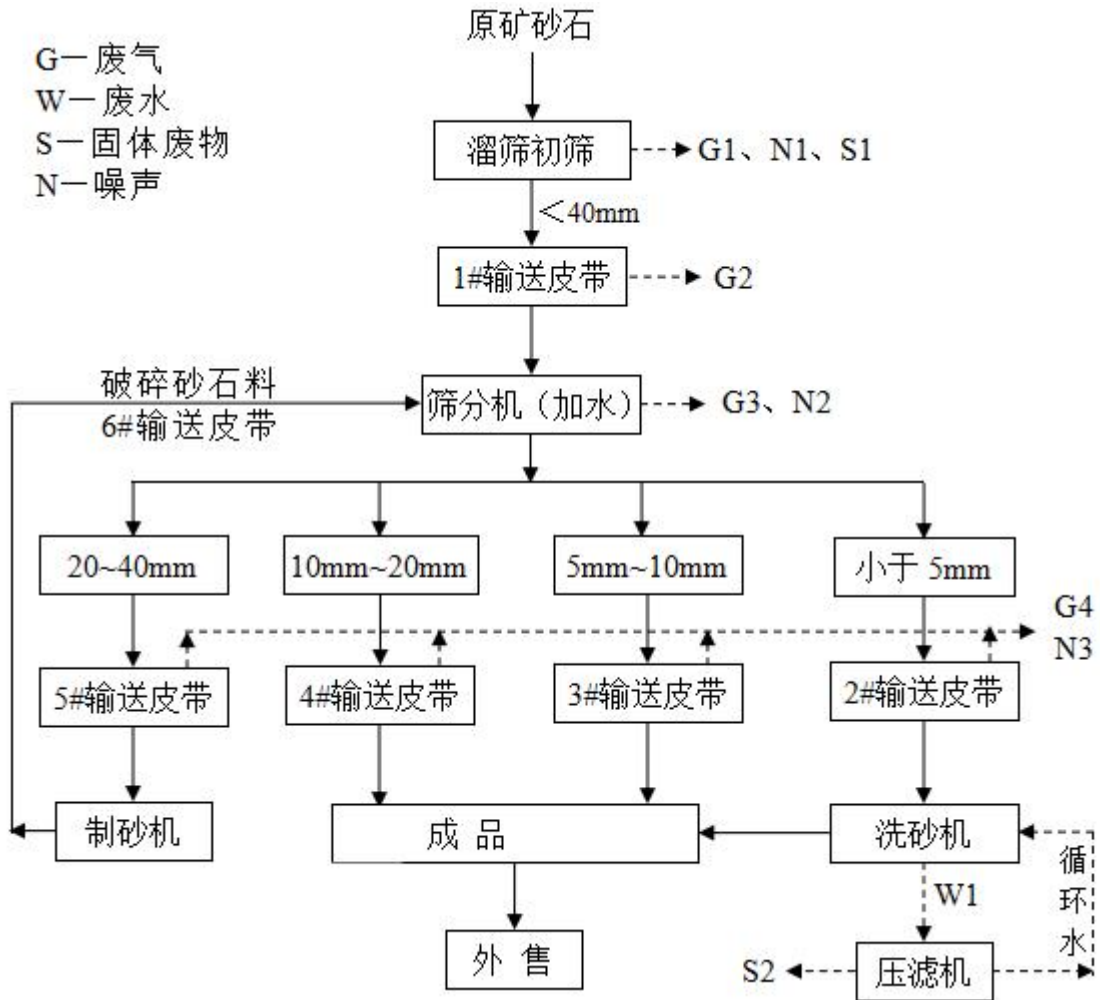 原矿砂石
G—废气
W—废水
S—固体废物
N—噪声
溜筛初筛
G1、N1、S1
＜40mm
1#输送皮带
G2
破碎砂石料
6#输送皮带
筛分机（加水）
G3、N2
20~40mm
10mm~20mm
5mm~10mm
小于 5mm
G4
N3
5#输送皮带
4#输送皮带
3#输送皮带
2#输送皮带
制砂机
成 品
洗砂机
循环水
W1
外 售
S2
压滤机